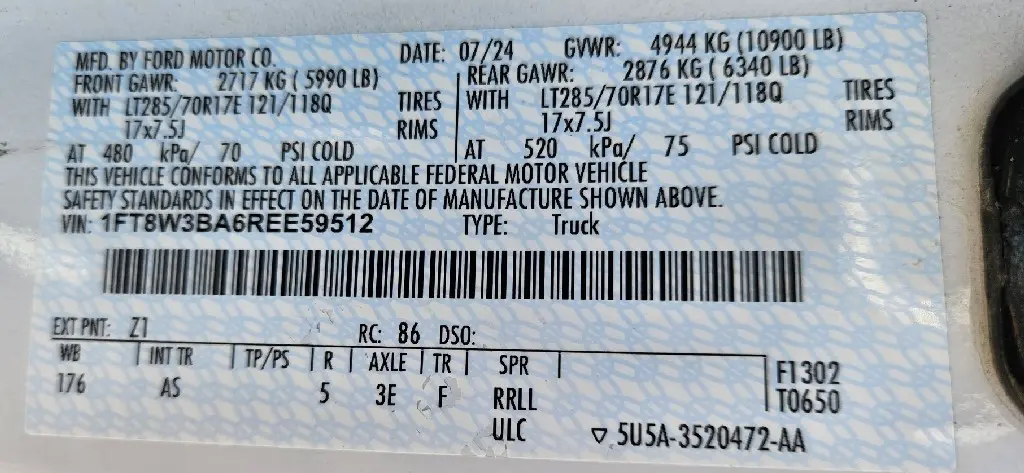 MFD. BY FORD MOTOR CO. DATE: 07/24 GVWR: 4944 KG (10900 LB)
FRONT GAWR: 2717 KG ( 5990 LB) REAR GAWR: 2876 KG ( 6340 LB)
WITH LT285/70R17E 121/118Q TIRES WITH LT285/70R17E 121/118Q TIRES
17x7.5J RIMS 17x7.5J RIMS
AT 480 kPa/ 70 PSI COLD AT 520 kPa/ 75 PSI COLD
THIS VEHICLE CONFORMS TO ALL APPLICABLE FEDERAL MOTOR VEHICLE
SAFETY STANDARDS IN EFFECT ON THE DATE OF MANUFACTURE SHOWN ABOVE.
VIN: 1FT8W3BA6REE59512 TYPE: Truck
EXT PNT: Z1 RC: 86 DSO:
WB INT TR TP/PS R AXLE TR SPR F1302
176 AS 5 3E F RRLL T0650
ULC ▽ 5U5A-3520472-AA